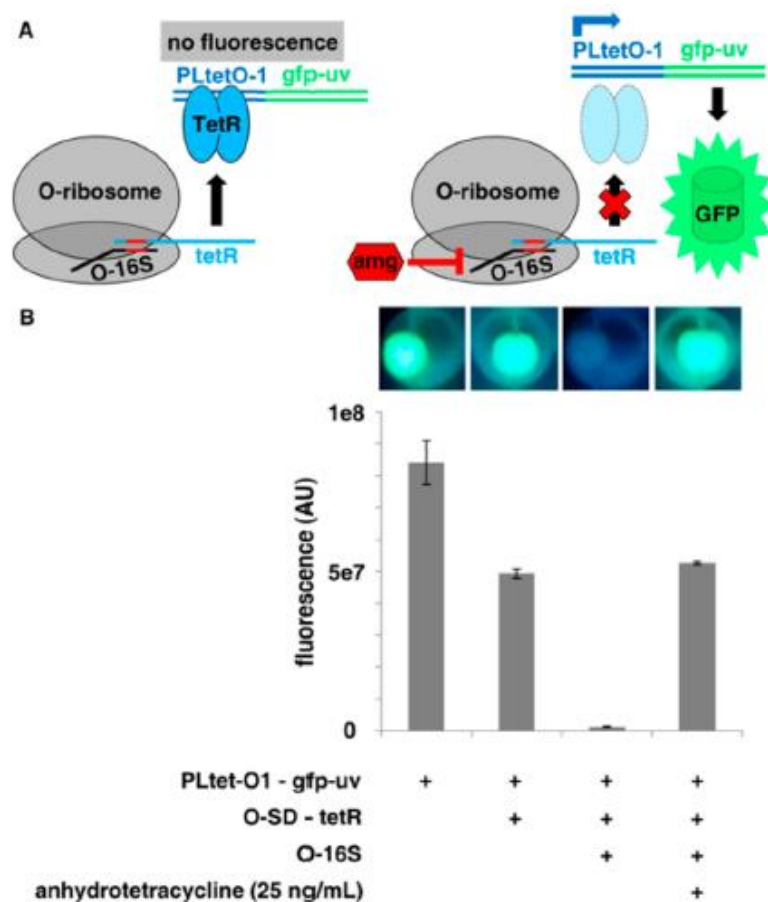 A
no fluorescence
PLtetO-1 gfp-uv
TetR
O-ribosome
O-16S
tetR
PLtetO-1 gfp-uv
O-ribosome
GFP
amg
O-16S
tetR
B
1e8
5e7
0
fluorescence (AU)
PLtet-O1 - gfp-uv + + + +
O-SD - tetR + + +
O-16S + +
anhydrotetracycline (25 ng/mL) +